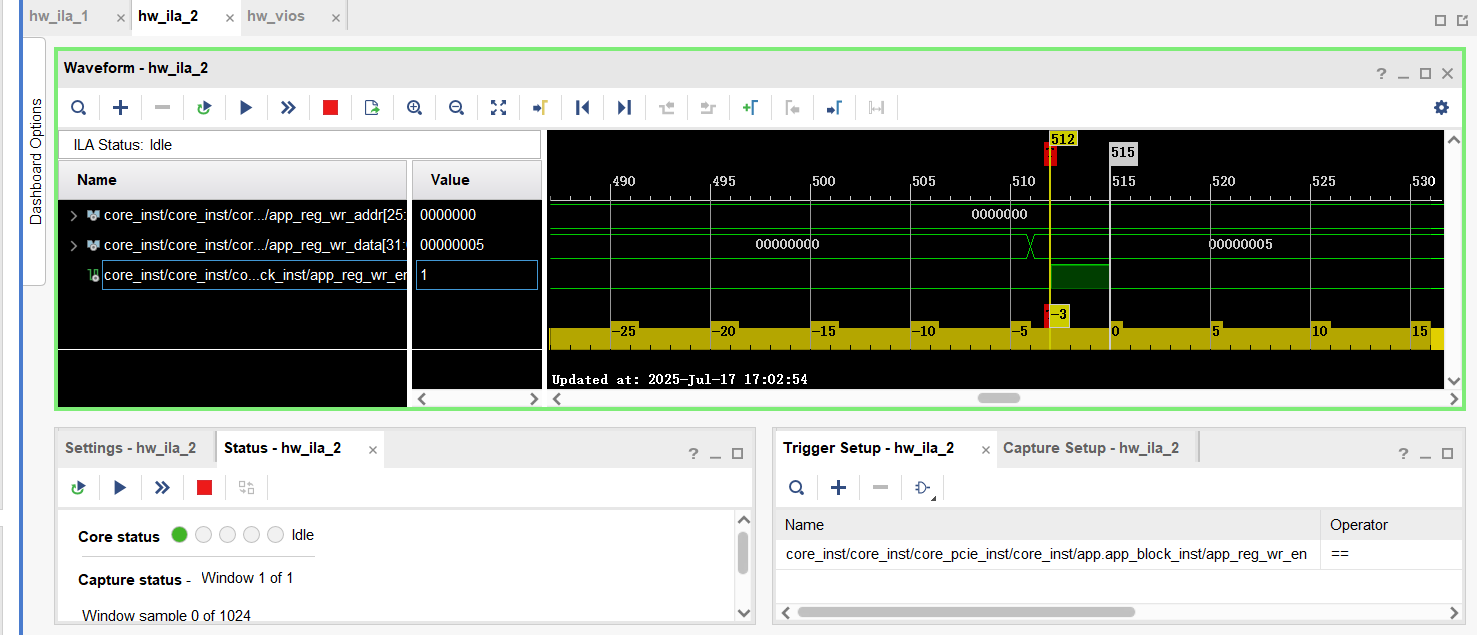 hw_ila_1 × hw_ila_2 × hw_vios ×
Dashboard Options
Waveform - hw_ila_2
ILA Status: Idle
Name Value
core_inst/core_inst/cor.../app_reg_wr_addr[25: 0000000
core_inst/core_inst/cor.../app_reg_wr_data[31: 00000005
core_inst/core_inst/co...ck_inst/app_reg_wr_en 1
512
515
490 495 500 505 510 515 520 525 530
0000000
00000000 00000005
-3
-25 -20 -15 -10 -5 0 5 10 15
Updated at: 2025-Jul-17 17:02:54
Settings - hw_ila_2 Status - hw_ila_2 ×
Core status Idle
Capture status - Window 1 of 1
Window sample 0 of 1024
Trigger Setup - hw_ila_2 × Capture Setup - hw_ila_2
Name Operator
core_inst/core_inst/core_pcie_inst/core_inst/app.app_block_inst/app_reg_wr_en ==